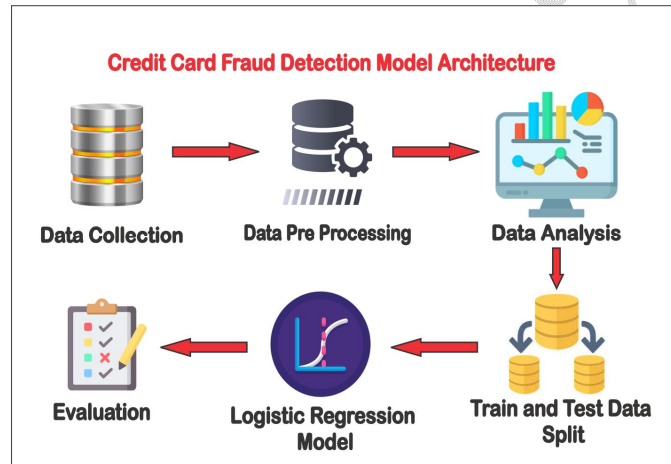 Credit Card Fraud Detection Model Architecture
Data Collection
Data Pre Processing
Data Analysis
Evaluation
Logistic Regression
Model
Train and Test Data
Split